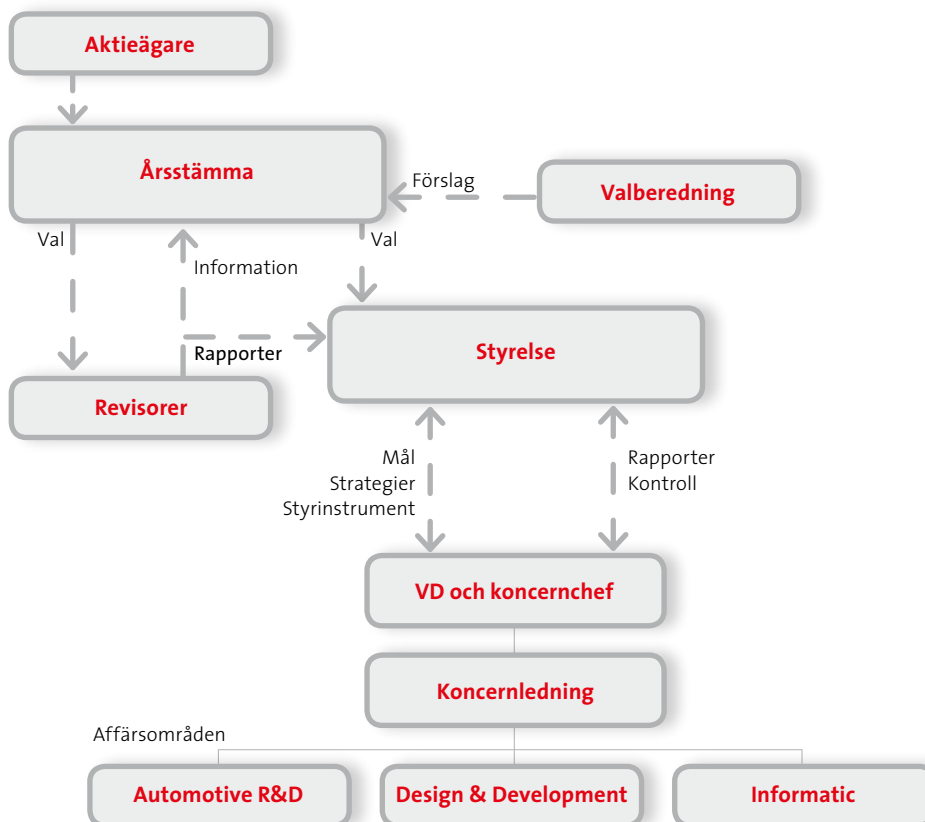 Aktieägare
Årsstämma
Förslag
Valberedning
Val
Val
Information
Rapporter
Styrelse
Revisorer
Mål
Strategier
Styrinstrument
Rapporter
Kontroll
VD och koncernchef
Koncernledning
Affärsområden
Automotive R&D
Design & Development
Informatic